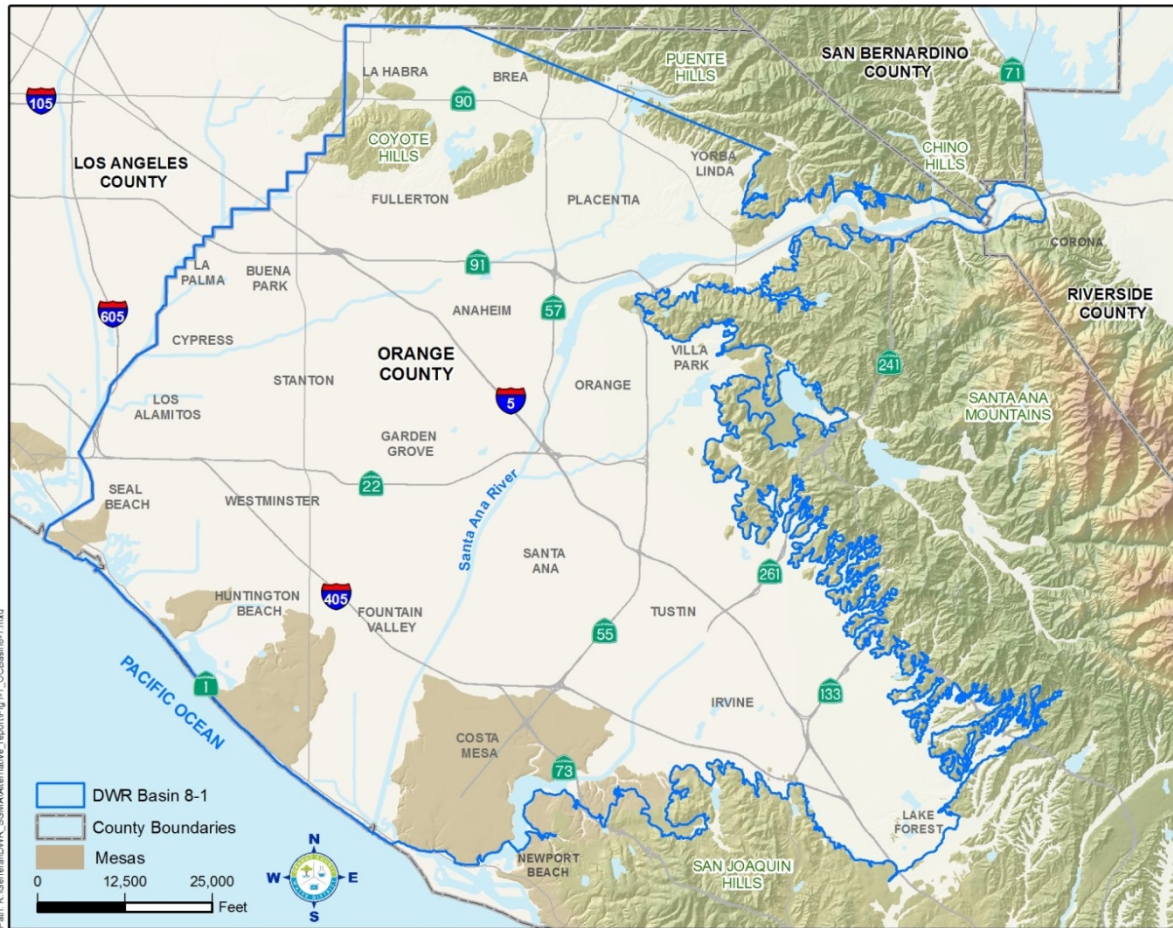 SAN BERNARDINO
COUNTY
71
PUENTE
HILLS
LA HABRA
BREA
90
105
COYOTE
HILLS
CHINO
HILLS
LOS ANGELES
COUNTY
YORBA
LINDA
FULLERTON
PLACENTIA
CORONA
LA
PALMA
BUENA
PARK
91
RIVERSIDE
COUNTY
605
ANAHEIM
57
CYPRESS
ORANGE
COUNTY
VILLA
PARK
241
STANTON
ORANGE
5
SANTA ANA
MOUNTAINS
LOS
ALAMITOS
GARDEN
GROVE
22
SEAL
BEACH
WESTMINSTER
Santa Ana River
SANTA
ANA
261
HUNTINGTON
BEACH
405
FOUNTAIN
VALLEY
TUSTIN
55
PACIFIC OCEAN
1
IRVINE
133
COSTA
MESA
73
LAKE
FOREST
NEWPORT
BEACH
SAN JOAQUIN
HILLS
DWR Basin 8-1
County Boundaries
Mesas
0 12,500 25,000
Feet
N
W E
S